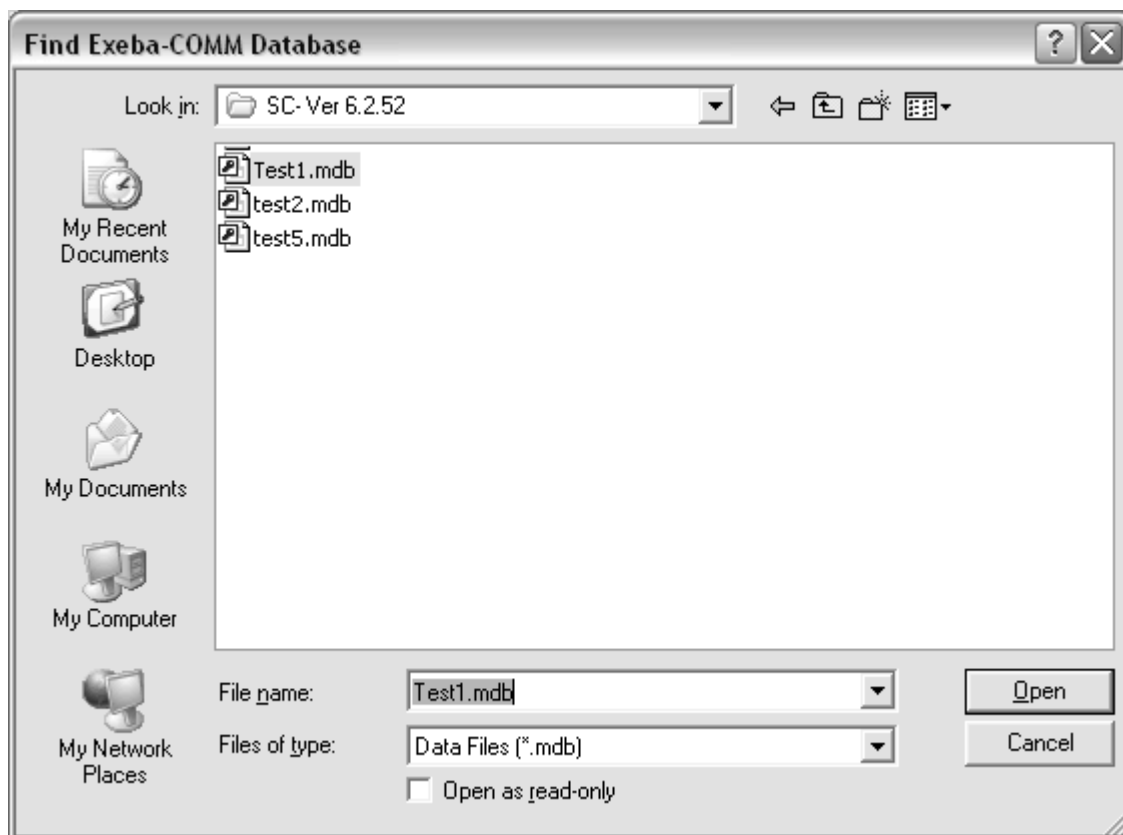 Find Exeba-COMM Database
Look in:
SC- Ver 6.2.52
Test1.mdb
test2.mdb
test5.mdb
My Recent
Documents
Desktop
My Documents
My Computer
My Network
Places
File name:
Test1.mdb
Open
Files of type:
Data Files (*.mdb)
Cancel
Open as read-only